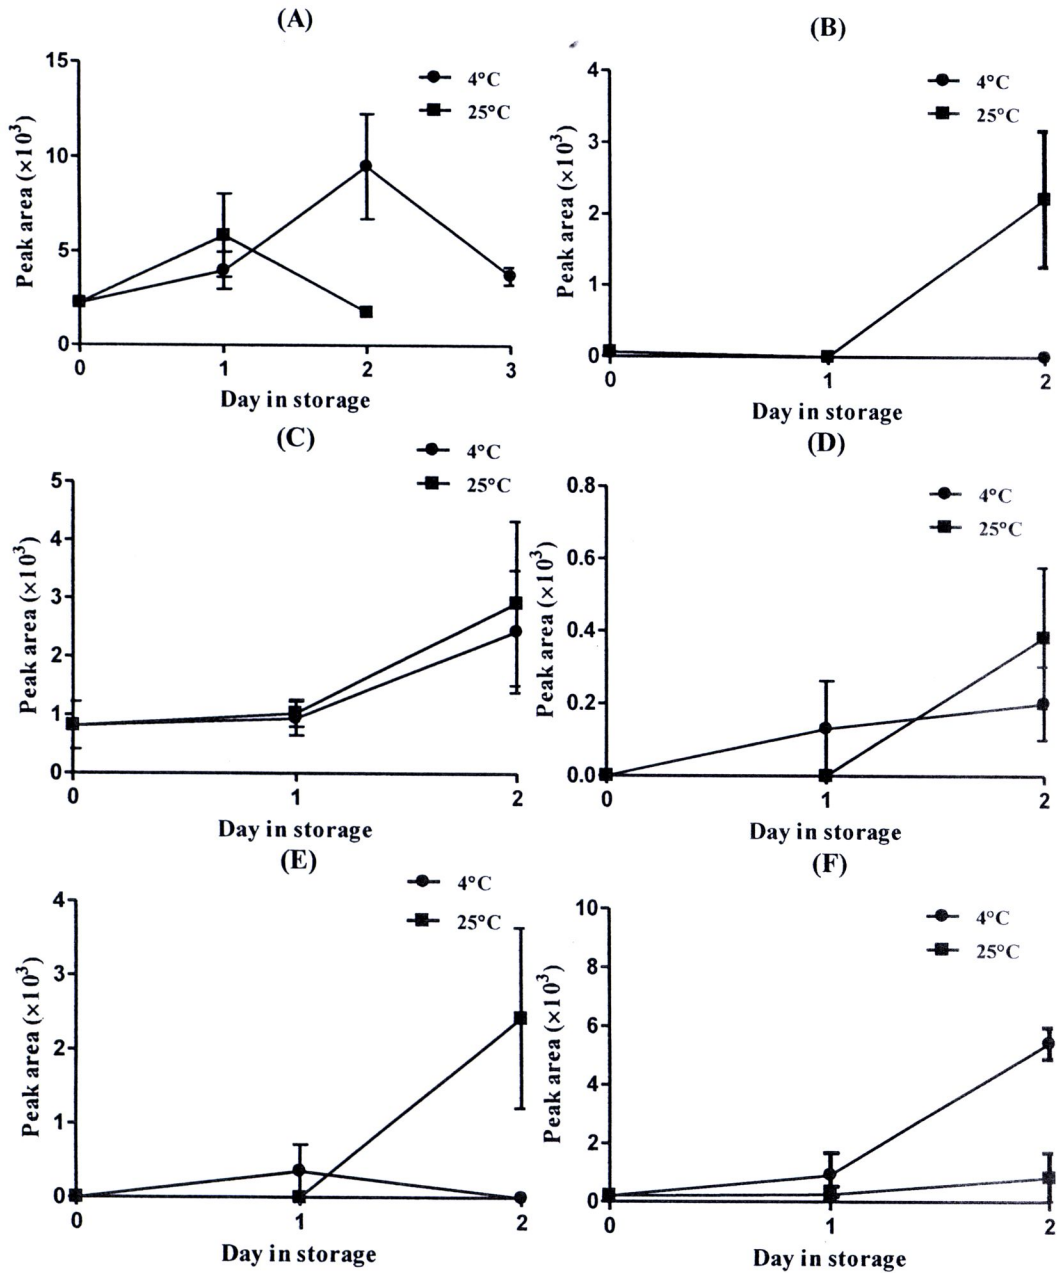 (A)
15
10
5
0
Peak area (×10³)
4°C
25°C
0 1 2 3
Day in storage
(B)
4
3
2
1
0
Peak area (×10³)
4°C
25°C
0 1 2
Day in storage
(C)
5
4
3
2
1
0
Peak area (×10³)
4°C
25°C
0 1 2
Day in storage
(D)
0.8
0.6
0.4
0.2
0.0
Peak area (×10³)
4°C
25°C
0 1 2
Day in storage
(E)
4
3
2
1
0
Peak area (×10³)
4°C
25°C
0 1 2
Day in storage
(F)
10
8
6
4
2
0
Peak area (×10³)
4°C
25°C
0 1 2
Day in storage